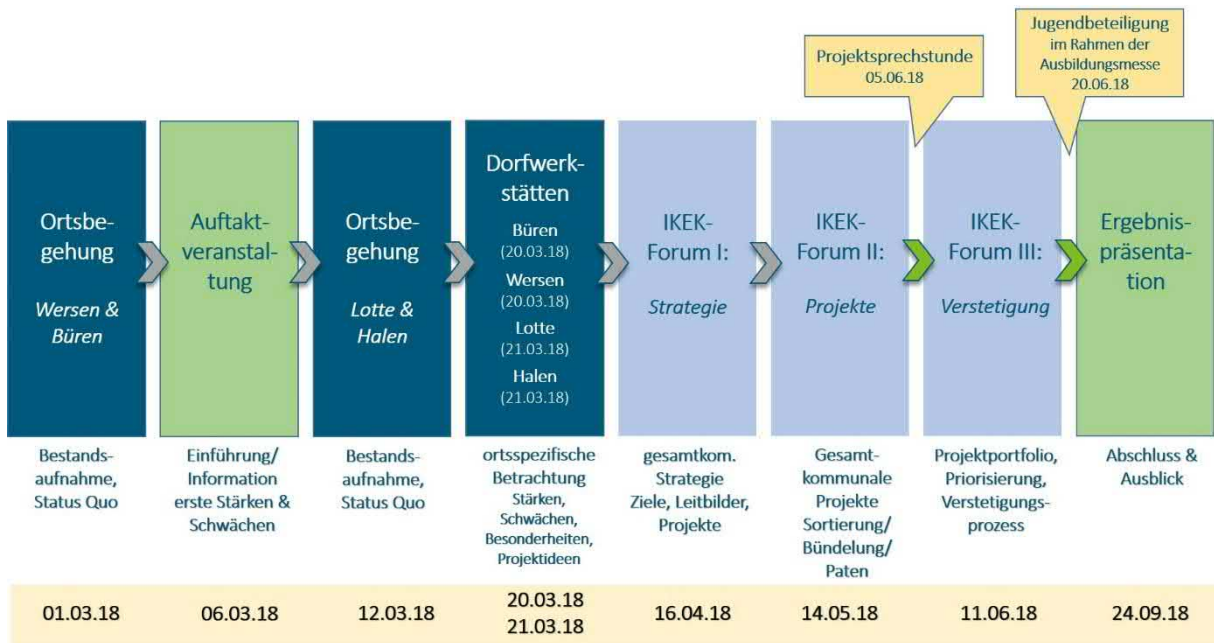 Projektsprechstunde
05.06.18
Jugendbeteiligung
im Rahmen der
Ausbildungsmesse
20.06.18
Ortsbe-
gehung
Wersen &
Büren
Auftakt-
veranstal-
tung
Ortsbe-
gehung
Lotte &
Halen
Dorfwerk-
stätten
Büren
(20.03.18)
Wersen
(20.03.18)
Lotte
(21.03.18)
Halen
(21.03.18)
IKEK-
Forum I:
Strategie
IKEK-
Forum II:
Projekte
IKEK-
Forum III:
Verstetigung
Ergebnis-
präsenta-
tion
Bestands-
aufnahme,
Status Quo
Einführung/
Information
erste Stärken &
Schwächen
Bestands-
aufnahme,
Status Quo
ortsspezifische
Betrachtung
Stärken,
Schwächen,
Besonderheiten,
Projektideen
gesamtkom.
Strategie
Ziele, Leitbilder,
Projekte
Gesamt-
kommunale
Projekte
Sortierung/
Bündelung/
Paten
Projektportfolio,
Priorisierung,
Verstetigungs-
prozess
Abschluss &
Ausblick
01.03.18
06.03.18
12.03.18
20.03.18
21.03.18
16.04.18
14.05.18
11.06.18
24.09.18